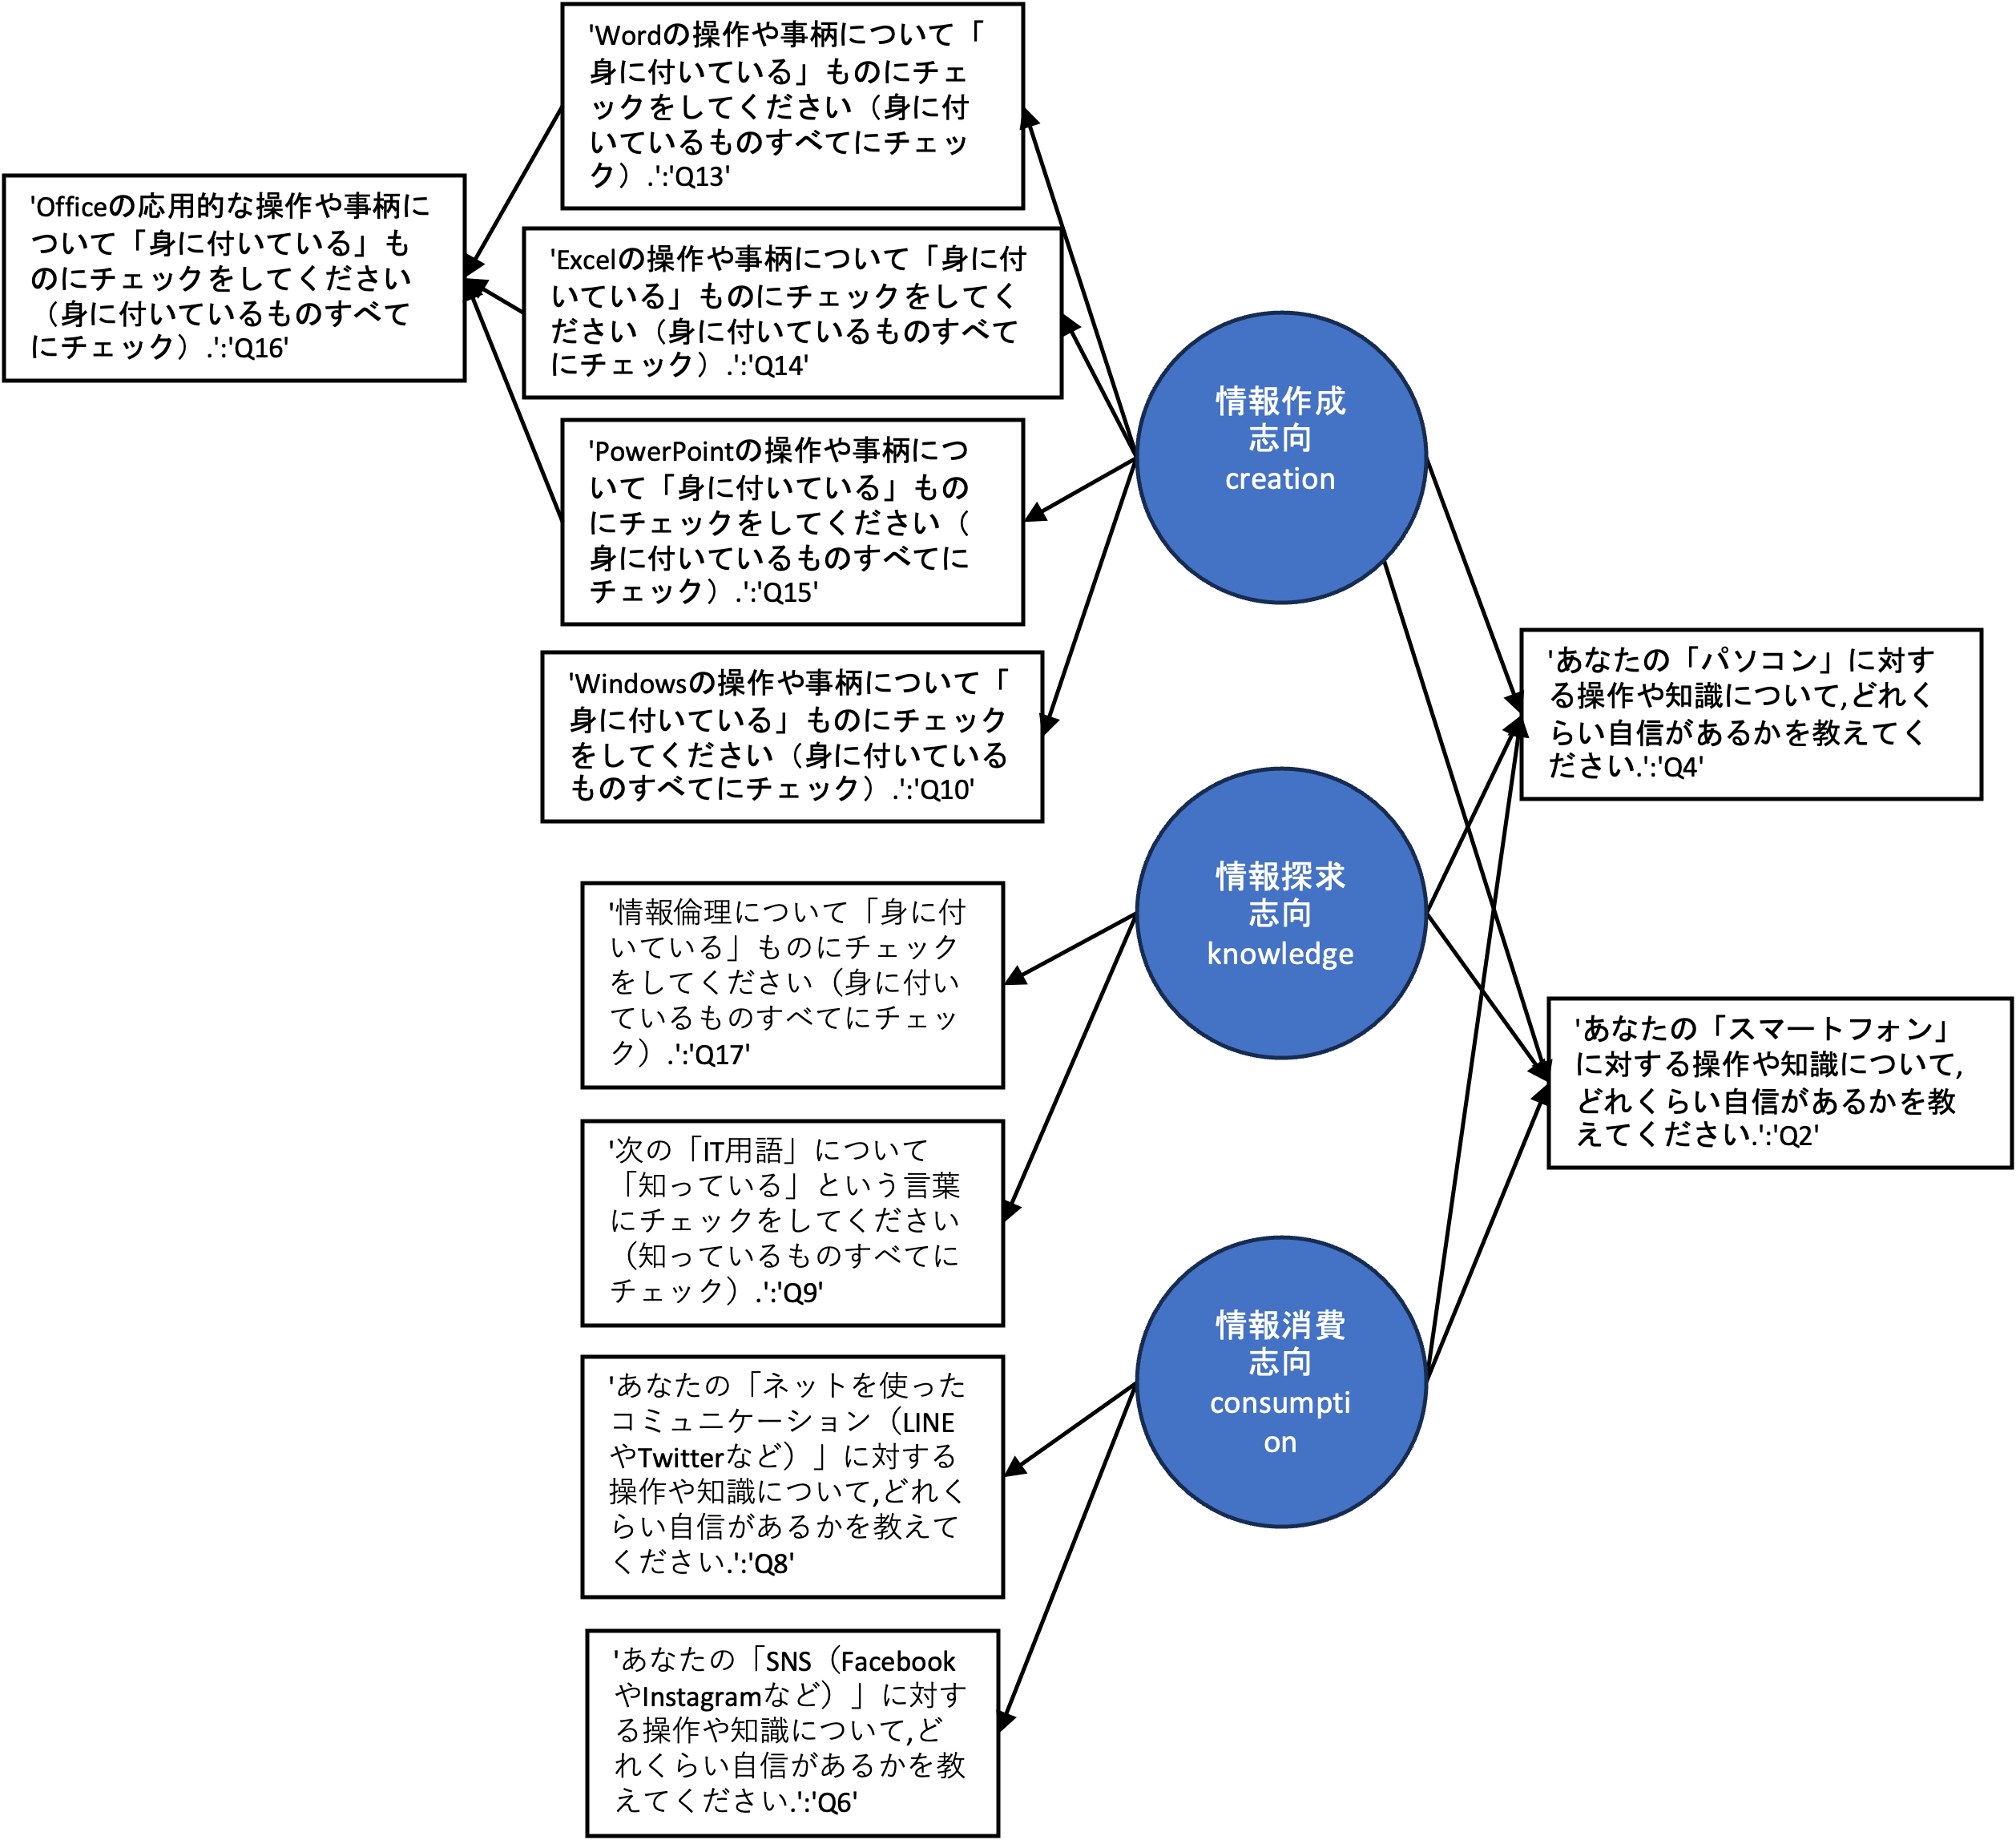 'Wordの操作や事柄について「
身に付いている」ものにチェ
ックをしてください（身に付
いているものすべてにチェッ
ク）.':'Q13'
'Officeの応用的な操作や事柄に
ついて「身に付いている」も
のにチェックをしてください
（身に付いているものすべて
にチェック）.':'Q16'
'Excelの操作や事柄について「身に付
いている」ものにチェックをしてく
ださい（身に付いているものすべて
にチェック）.':'Q14'
'PowerPointの操作や事柄につ
いて「身に付いている」もの
にチェックをしてください（
身に付いているものすべてに
チェック）.':'Q15'
'Windowsの操作や事柄について「
身に付いている」ものにチェック
をしてください（身に付いている
ものすべてにチェック）.':'Q10'
情報作成
志向
creation
'あなたの「パソコン」に対す
る操作や知識について,どれく
らい自信があるかを教えてく
ださい.':'Q4'
情報探求
志向
knowledge
'情報倫理について「身に付
いている」ものにチェック
をしてください（身に付い
ているものすべてにチェッ
ク）.':'Q17'
'あなたの「スマートフォン」
に対する操作や知識について,
どれくらい自信があるかを教
えてください.':'Q2'
'次の「IT用語」について
「知っている」という言葉
にチェックをしてください
（知っているものすべてに
チェック）.':'Q9'
情報消費
志向
consumpti
on
'あなたの「ネットを使った
コミュニケーション（LINE
やTwitterなど）」に対する
操作や知識について,どれく
らい自信があるかを教えて
ください.':'Q8'
'あなたの「SNS（Facebook
やInstagramなど）」に対す
る操作や知識について,ど
れくらい自信があるかを教
えてください.':'Q6'